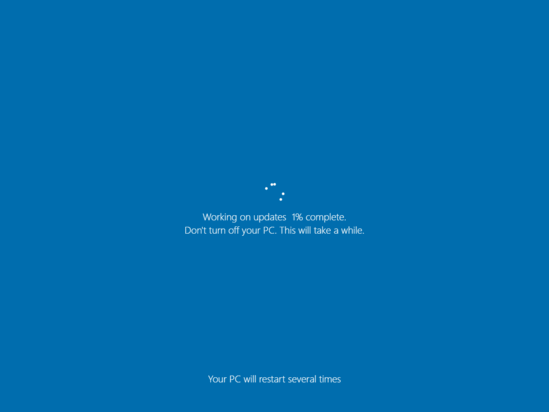 Working on updates  1% complete.
Don't turn off your PC. This will take a while.
Your PC will restart several times